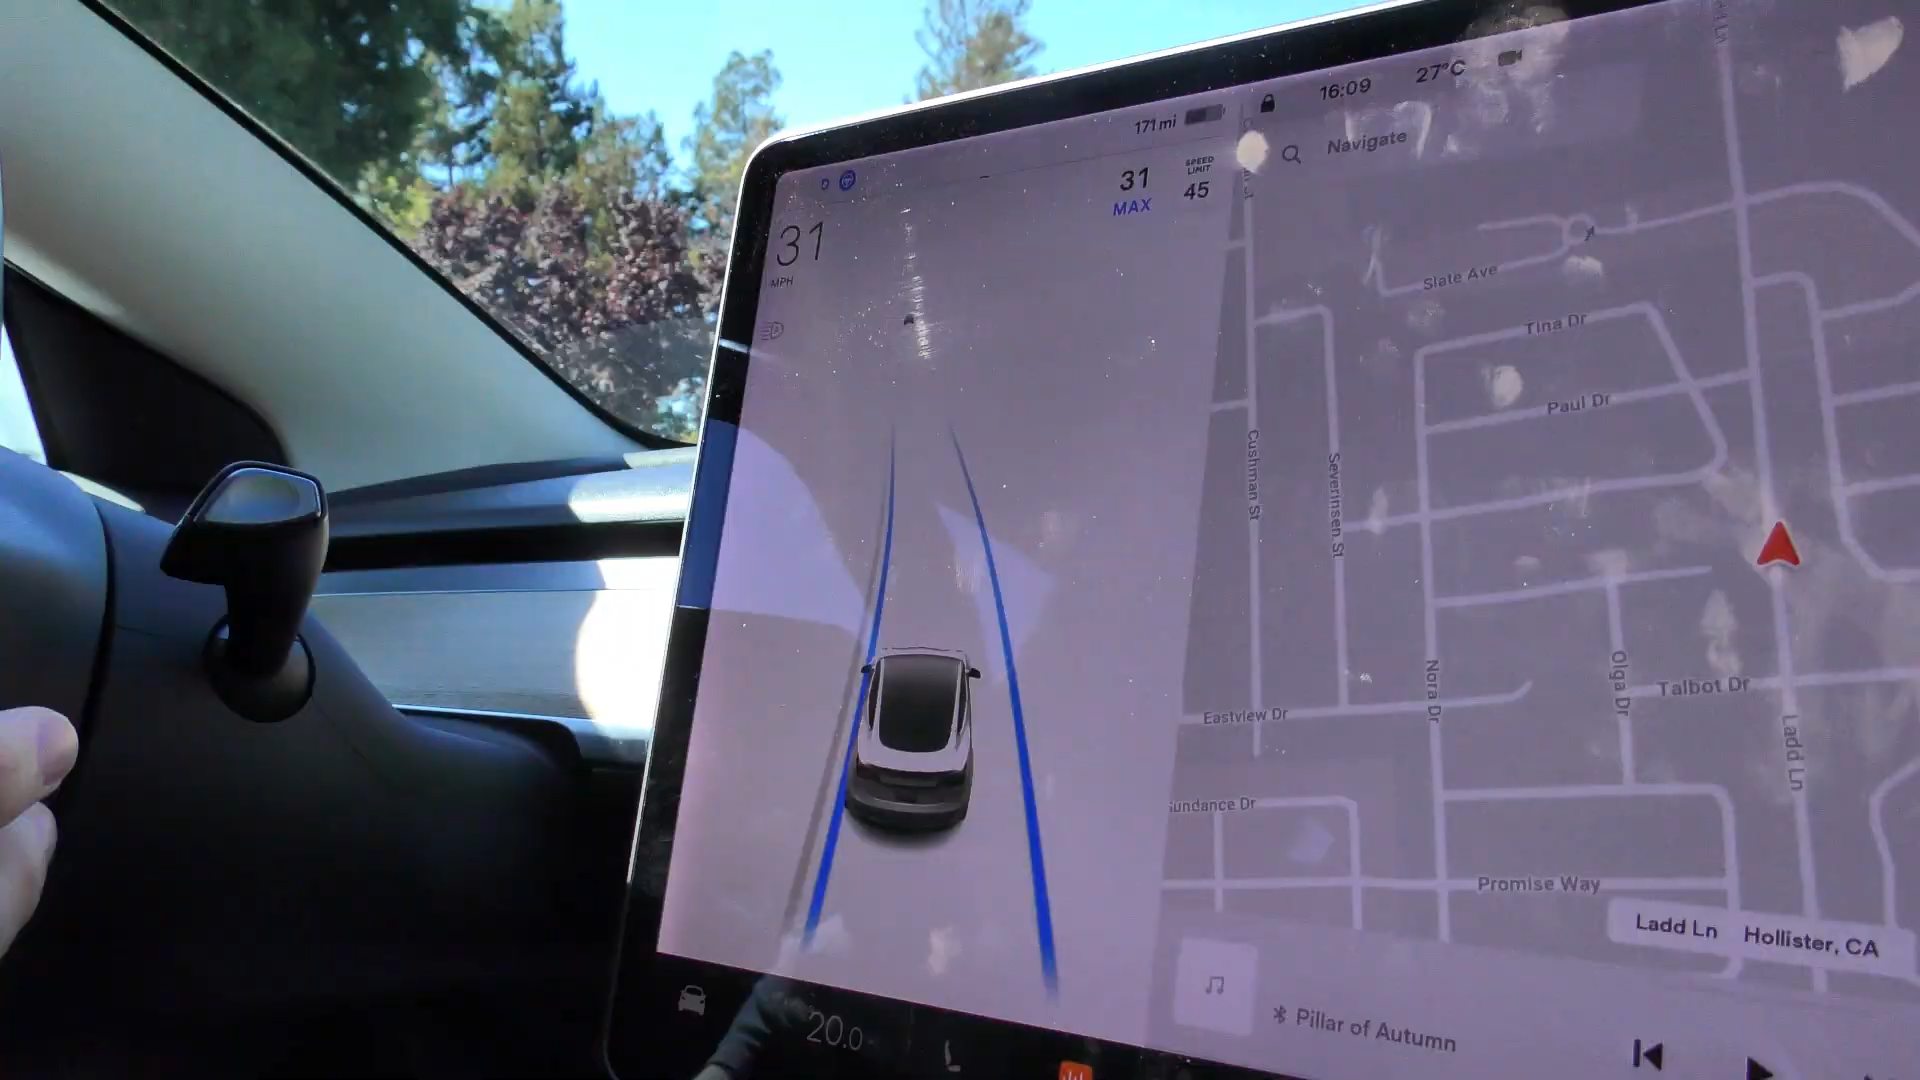 171 mi
16:09
27°C
Navigate
31
MAX
SPEED
LIMIT
45
31
MPH
Slate Ave
Tina Dr
Paul Dr
Cushman St
Severinsen St
Nora Dr
Olga Dr
Talbot Dr
Eastview Dr
Ladd Ln
Sundance Dr
Promise Way
Ladd Ln Hollister, CA
Pillar of Autumn
20.0